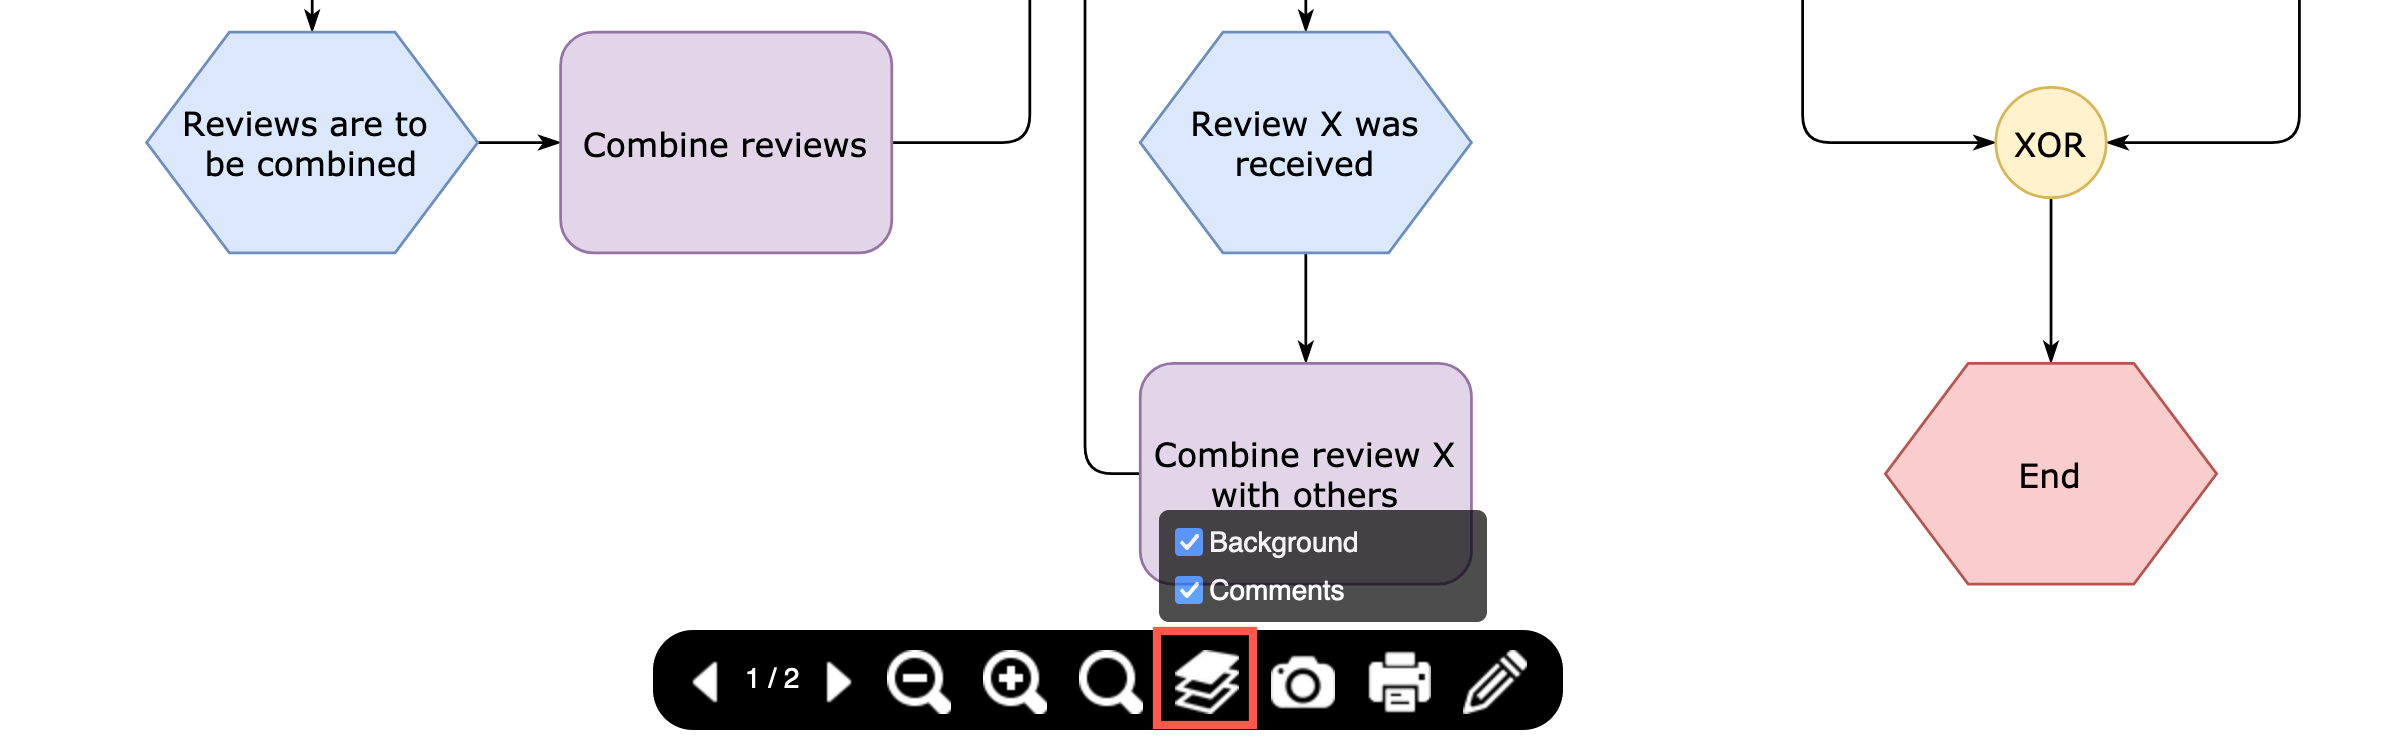 Reviews are to
be combined
Combine reviews
Review X was
received
XOR
Combine review X
with others
End
Background
Comments
1 / 2